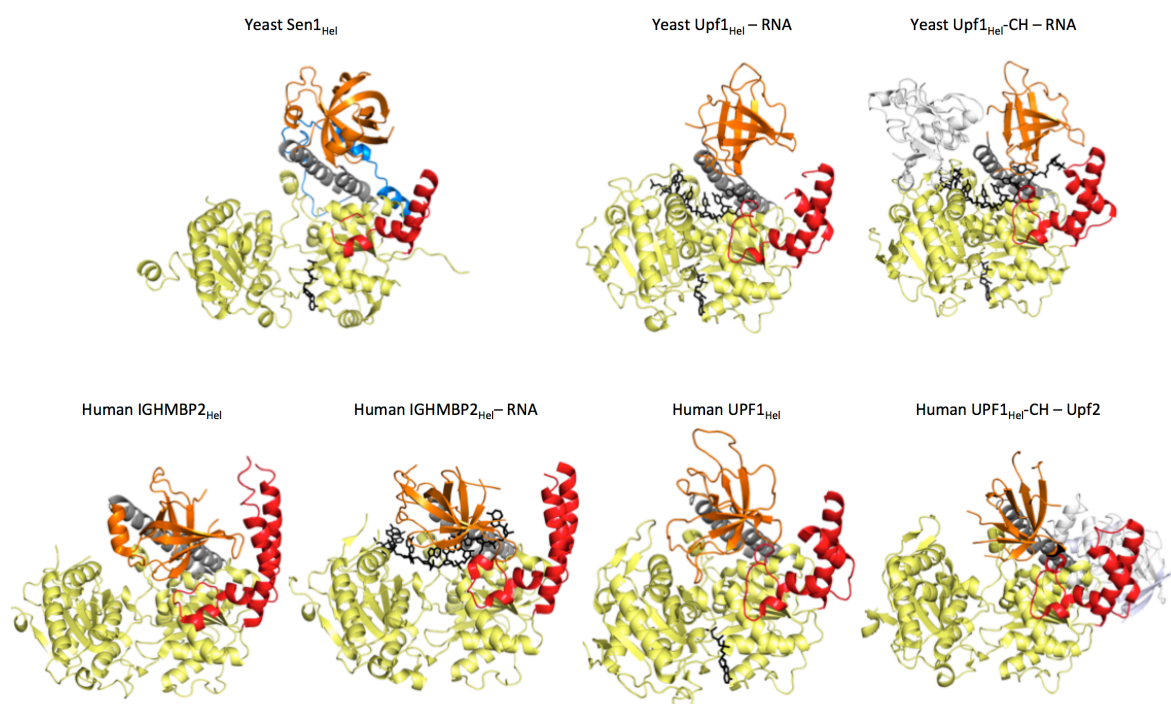 Yeast Sen1Hel
Yeast Upf1Hel – RNA
Yeast Upf1Hel-CH – RNA
Human IGHMBP2Hel
Human IGHMBP2Hel– RNA
Human UPF1Hel
Human UPF1Hel-CH – Upf2